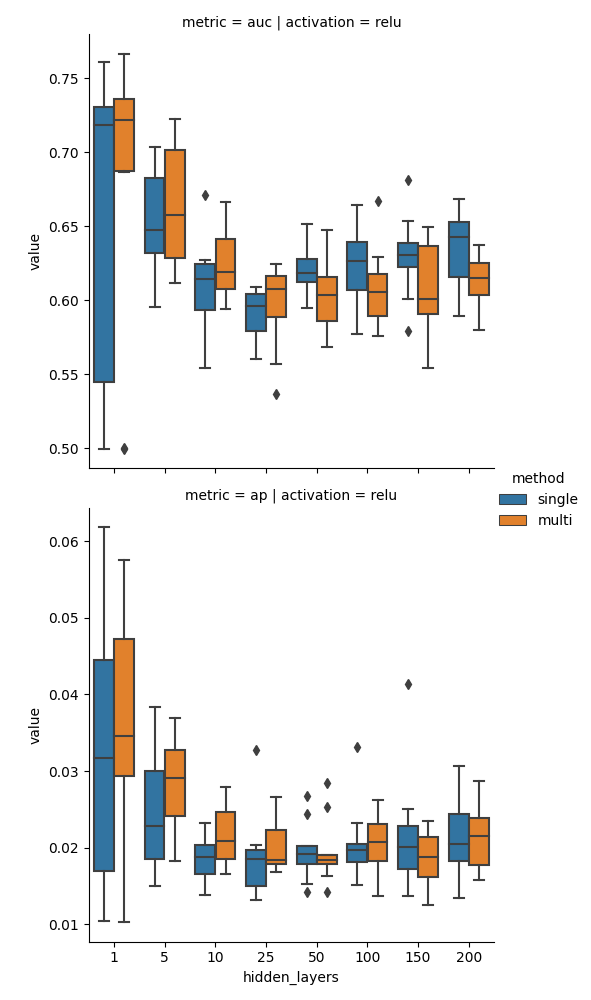 metric = auc | activation = relu
0.75
0.70
0.65
0.60
0.55
0.50
value
method
single
multi
metric = ap | activation = relu
0.06
0.05
0.04
0.03
0.02
0.01
value
1 5 10 25 50 100 150 200
hidden_layers